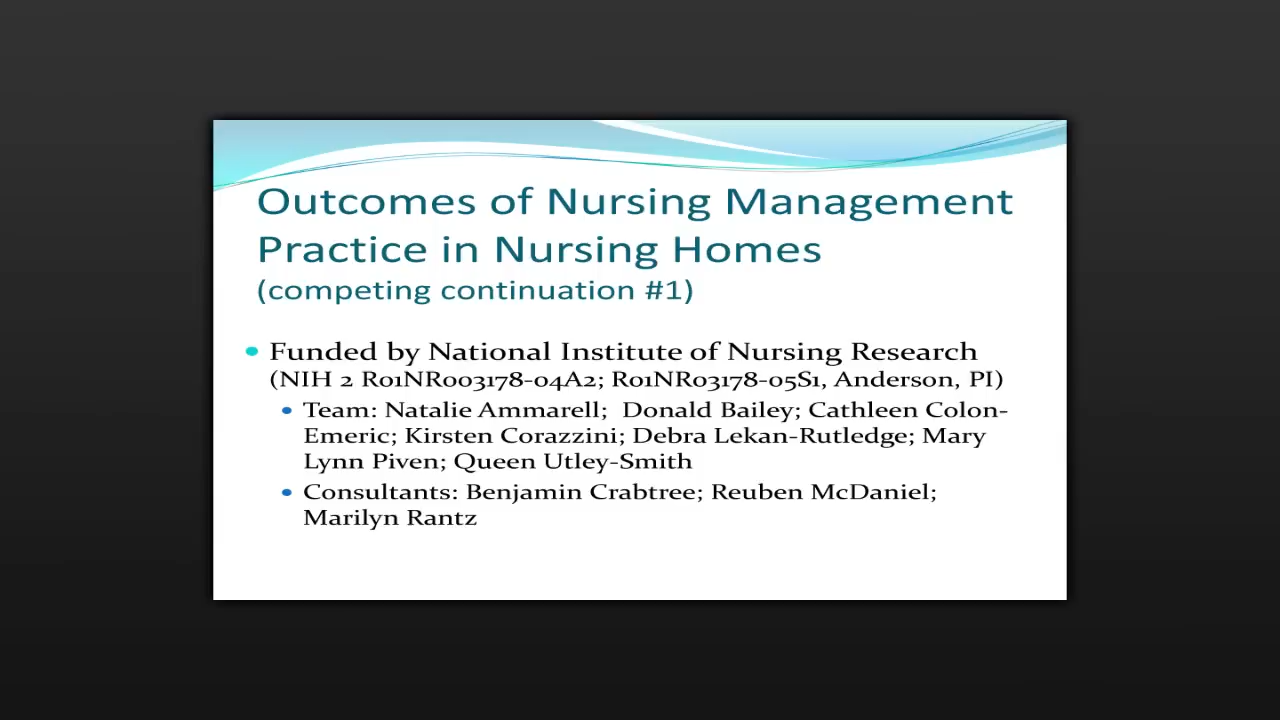 Outcomes of Nursing Management
Practice in Nursing Homes
(competing continuation #1)
Funded by National Institute of Nursing Research
(NIH 2 R01NR003178-04A2; R01NR03178-05S1, Anderson, PI)
Team: Natalie Ammarell;  Donald Bailey; Cathleen Colon-
Emeric; Kirsten Corazzini; Debra Lekan-Rutledge; Mary
Lynn Piven; Queen Utley-Smith
Consultants: Benjamin Crabtree; Reuben McDaniel;
Marilyn Rantz